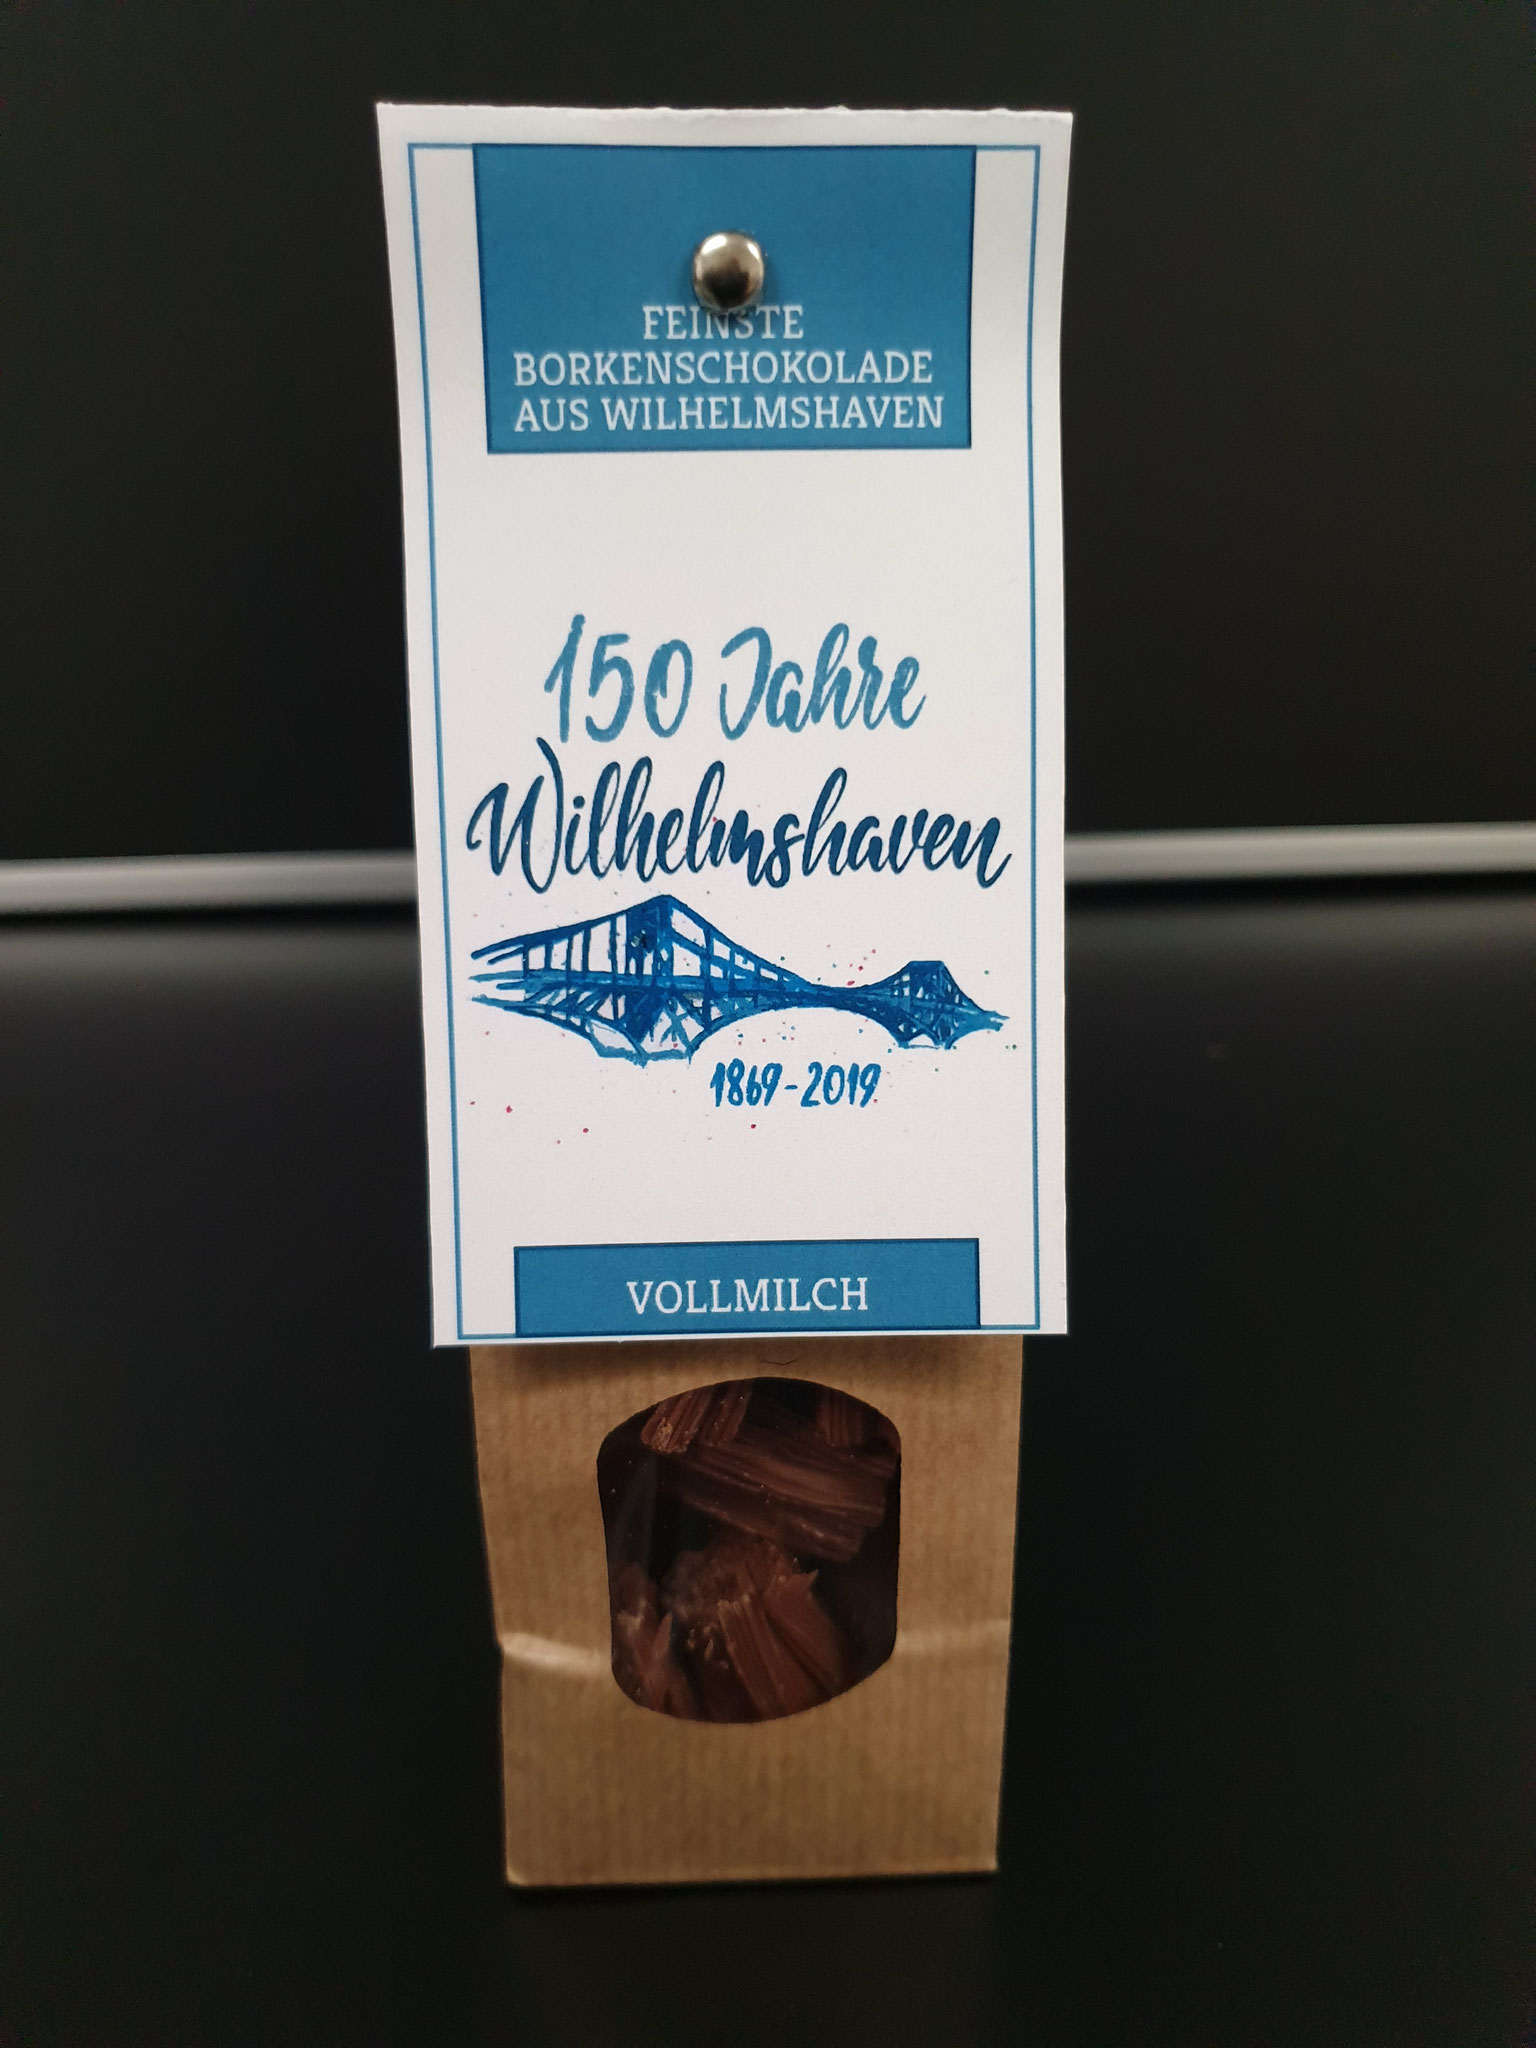 FEINSTE
BORKENSCHOKOLADE
AUS WILHELMSHAVEN
150 Jahre
Wilhelmshaven
1869-2019
VOLLMILCH